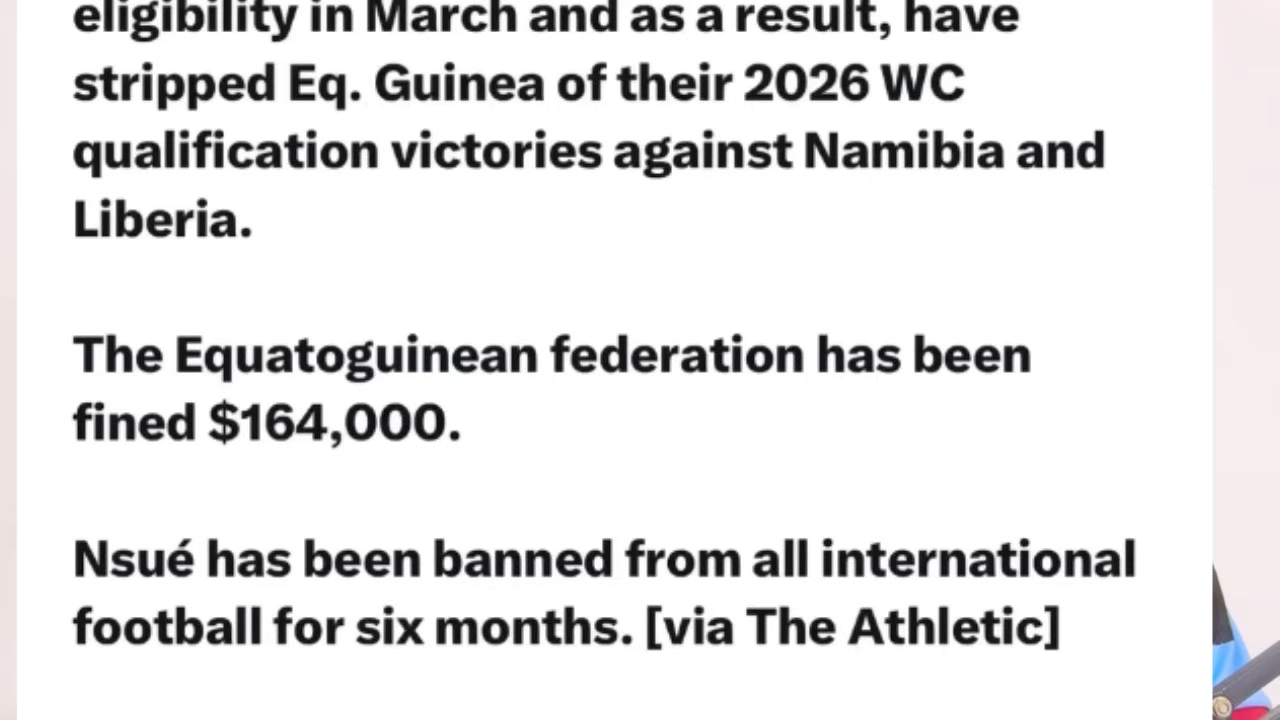 eligibility in March and as a result, have
stripped Eq. Guinea of their 2026 WC
qualification victories against Namibia and
Liberia.
The Equatoguinean federation has been
fined $164,000.
Nsué has been banned from all international
football for six months. [via The Athletic]